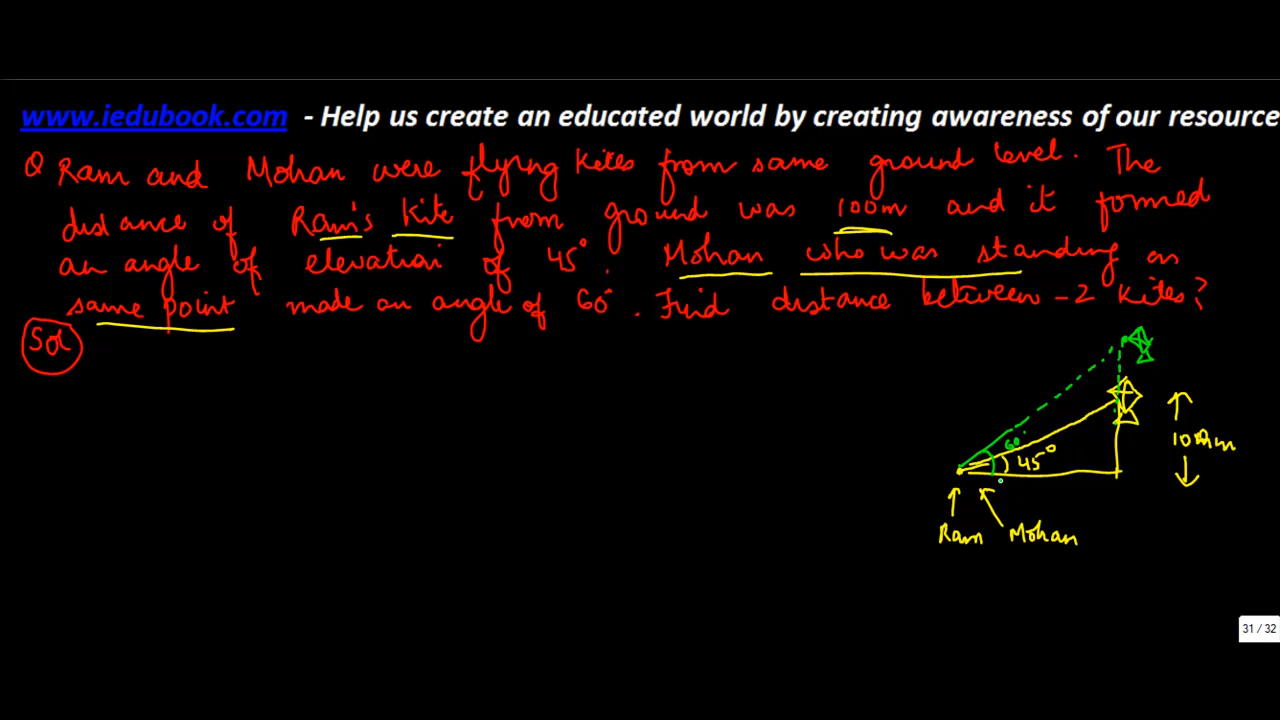 www.iedubook.com - Help us create an educated world by creating awareness of our resource
Q Ram and Mohan were flying kites from same ground level. The
distance of Ram's kite from ground was 100m and it formed
an angle of elevation of 45°. Mohan who was standing on
same point made an angle of 60°. Find distance between - 2 kites?
Sol
60°
45°
100m
Ram Mohan
31 / 32